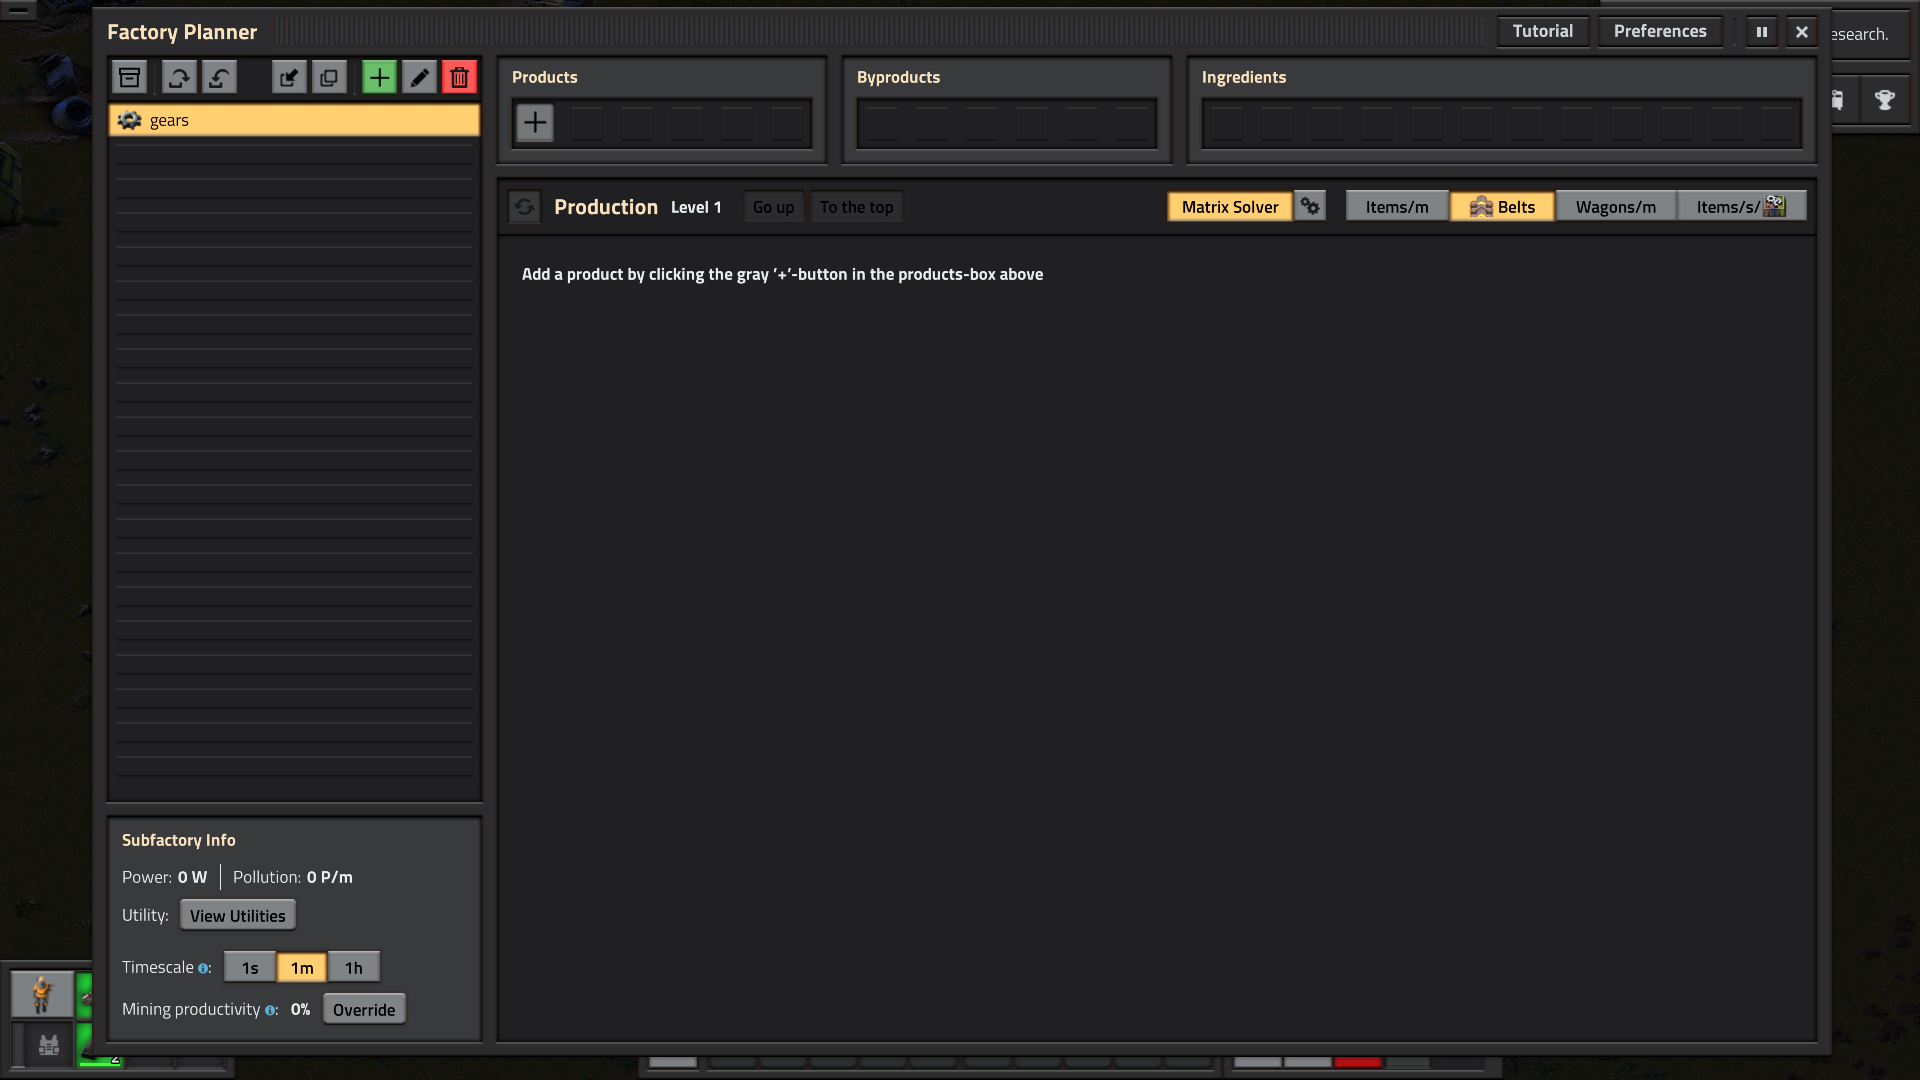 Factory Planner
Tutorial
Preferences
esearch.
gears
Products
Byproducts
Ingredients
Production Level 1 Go up To the top Matrix Solver Items/m Belts Wagons/m Items/s/
Add a product by clicking the gray '+'-button in the products-box above
Subfactory Info
Power: 0 W Pollution: 0 P/m
Utility: View Utilities
Timescale : 1s 1m 1h
Mining productivity : 0% Override
2